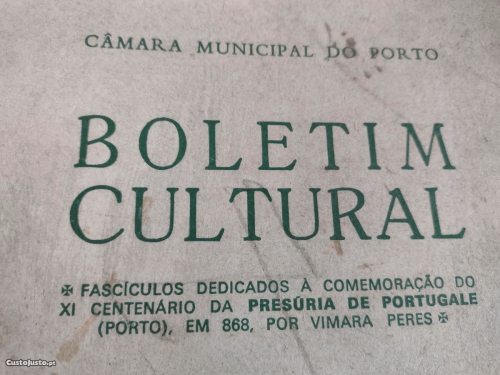 CÂMARA MUNICIPAL DO PORTO
BOLETIM
CULTURAL
✠ FASCÍCULOS DEDICADOS À COMEMORAÇÃO DO
XI CENTENÁRIO DA PRESÚRIA DE PORTUGALE
(PORTO), EM 868, POR VIMARA PERES ✠
CustoJusto.pt